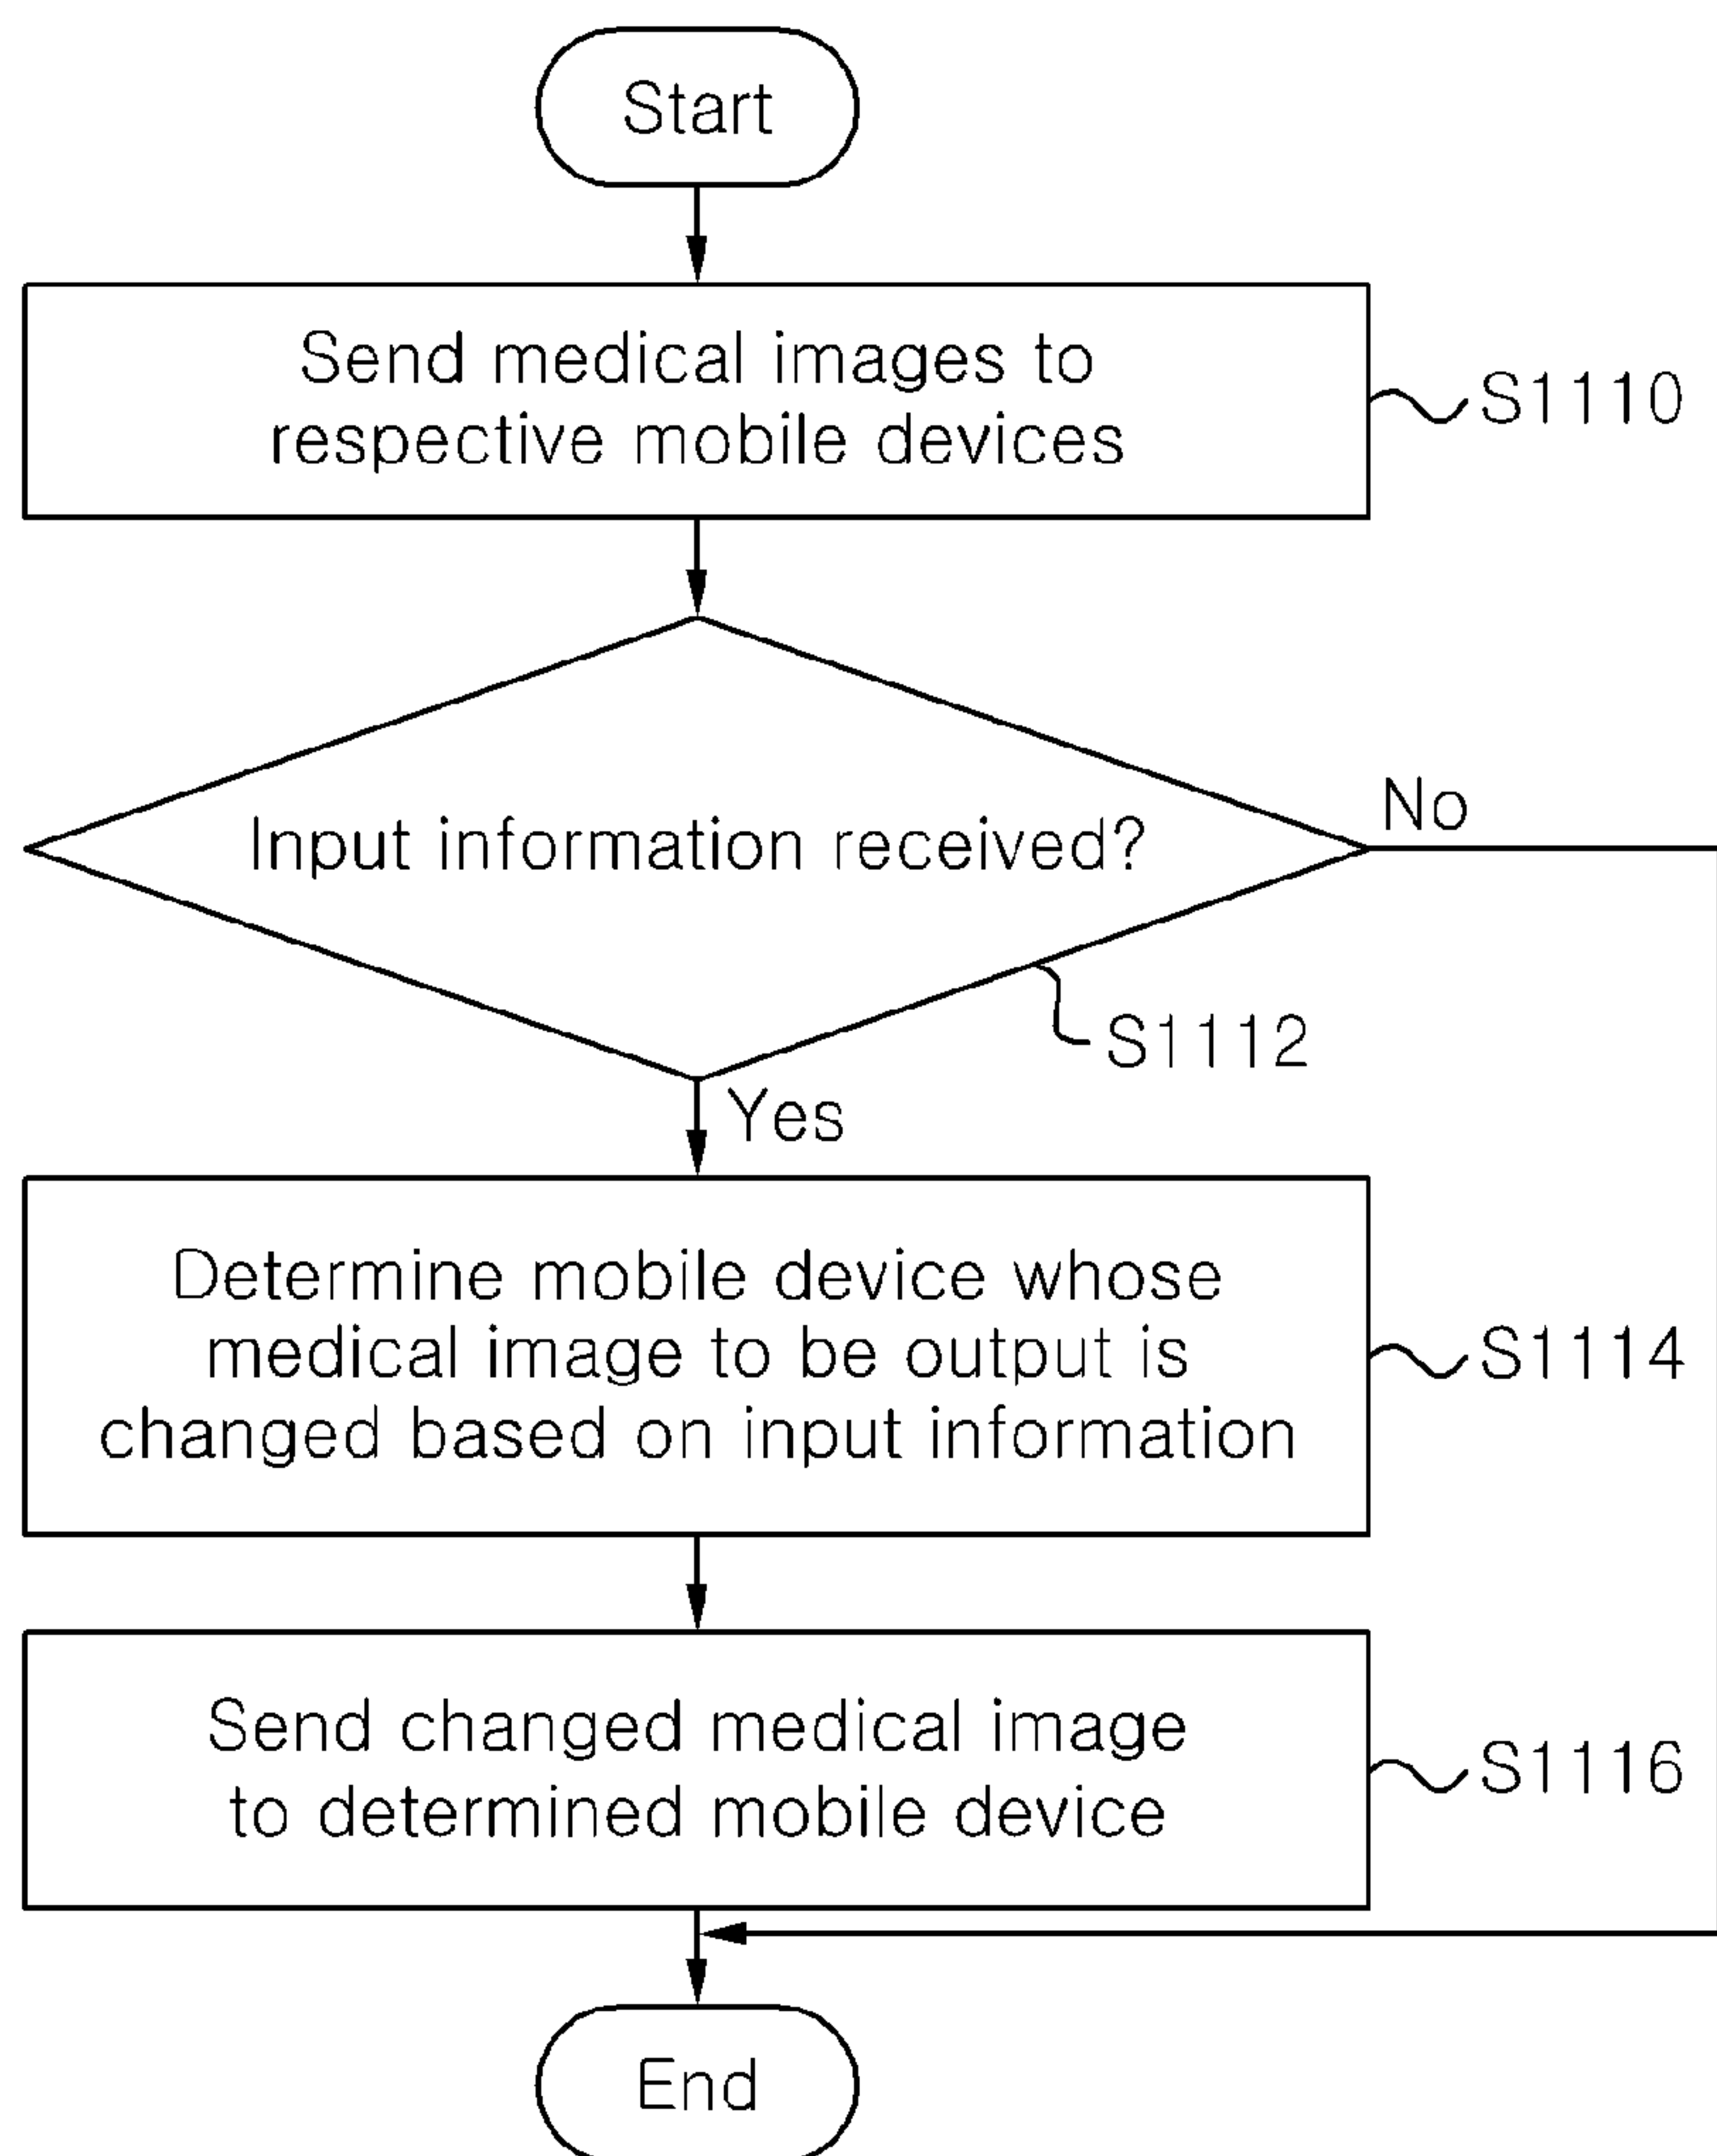 Start
Send medical images to
respective mobile devices
S1110
Input information received?
No
S1112
Yes
Determine mobile device whose
medical image to be output is
changed based on input information
S1114
Send changed medical image
to determined mobile device
S1116
End